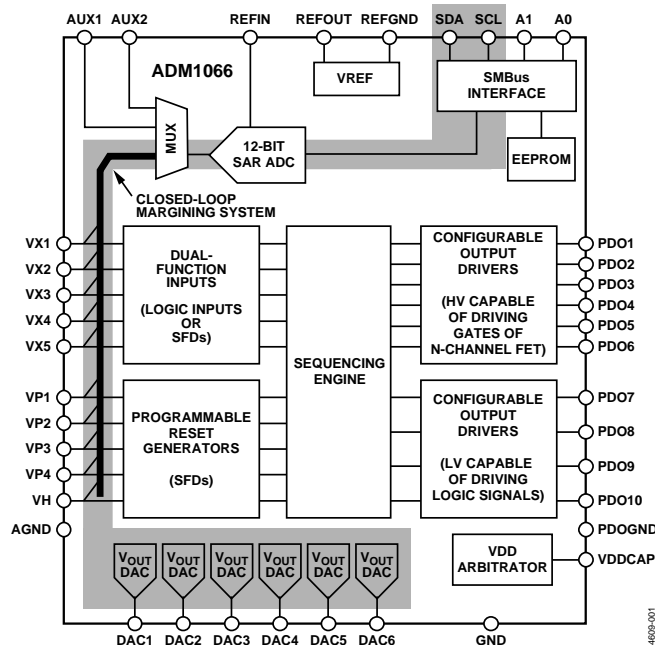 AUX1 AUX2 REFIN REFOUT REFGND SDA SCL A1 A0
ADM1066
VREF
SMBus
INTERFACE
MUX
12-BIT
SAR ADC
EEPROM
CLOSED-LOOP
MARGINING SYSTEM
VX1
VX2
VX3
VX4
VX5
DUAL-
FUNCTION
INPUTS
(LOGIC INPUTS
OR
SFDs)
SEQUENCING
ENGINE
CONFIGURABLE
OUTPUT
DRIVERS
(HV CAPABLE
OF DRIVING
GATES OF
N-CHANNEL FET)
PDO1
PDO2
PDO3
PDO4
PDO5
PDO6
VP1
VP2
VP3
VP4
VH
AGND
PROGRAMMABLE
RESET
GENERATORS
(SFDs)
CONFIGURABLE
OUTPUT
DRIVERS
(LV CAPABLE
OF DRIVING
LOGIC SIGNALS)
PDO7
PDO8
PDO9
PDO10
PDOGND
VDDCAP
VDD
ARBITRATOR
VOUT
DAC
VOUT
DAC
VOUT
DAC
VOUT
DAC
VOUT
DAC
VOUT
DAC
DAC1 DAC2 DAC3 DAC4 DAC5 DAC6 GND
4609-001